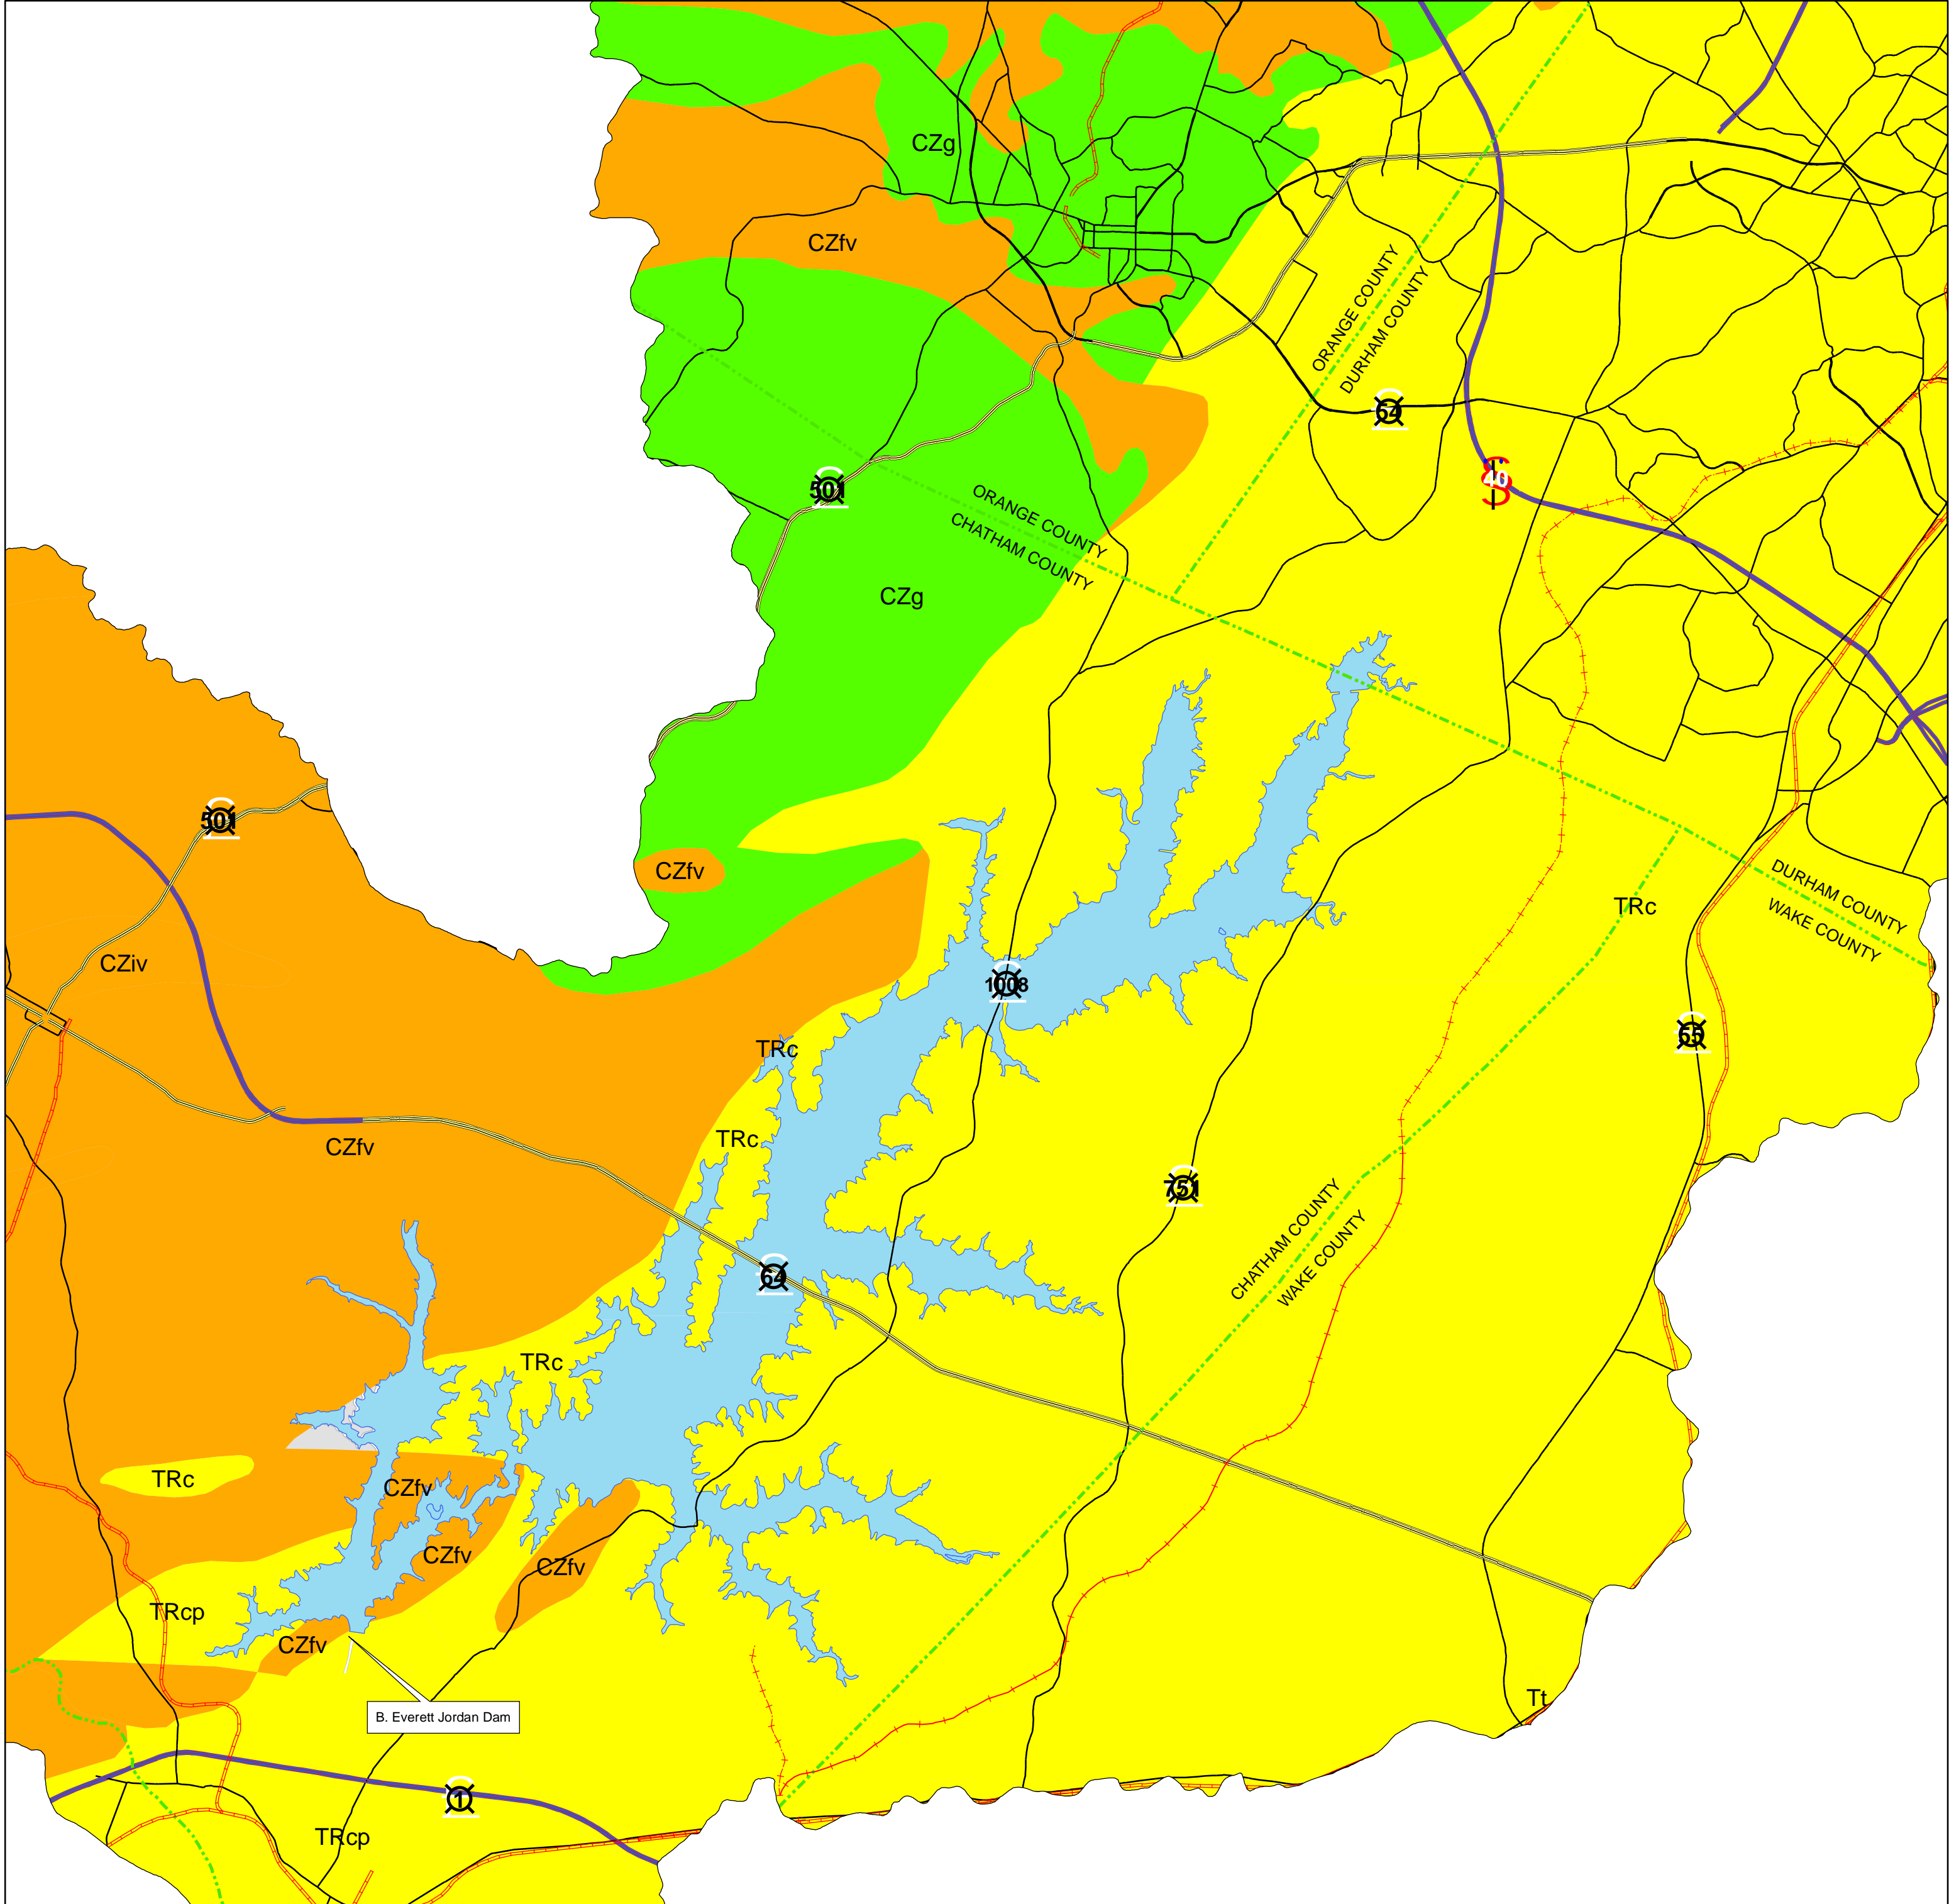 CZg
CZfv
ORANGE COUNTY
DURHAM COUNTY
54
40
501
ORANGE COUNTY
CHATHAM COUNTY
CZg
501
CZfv
DURHAM COUNTY
WAKE COUNTY
TRc
CZiv
1008
55
TRc
TRc
CZfv
751
CHATHAM COUNTY
WAKE COUNTY
64
TRc
TRc
CZfv
CZfv
CZfv
TRcp
CZfv
Tt
B. Everett Jordan Dam
1
TRcp